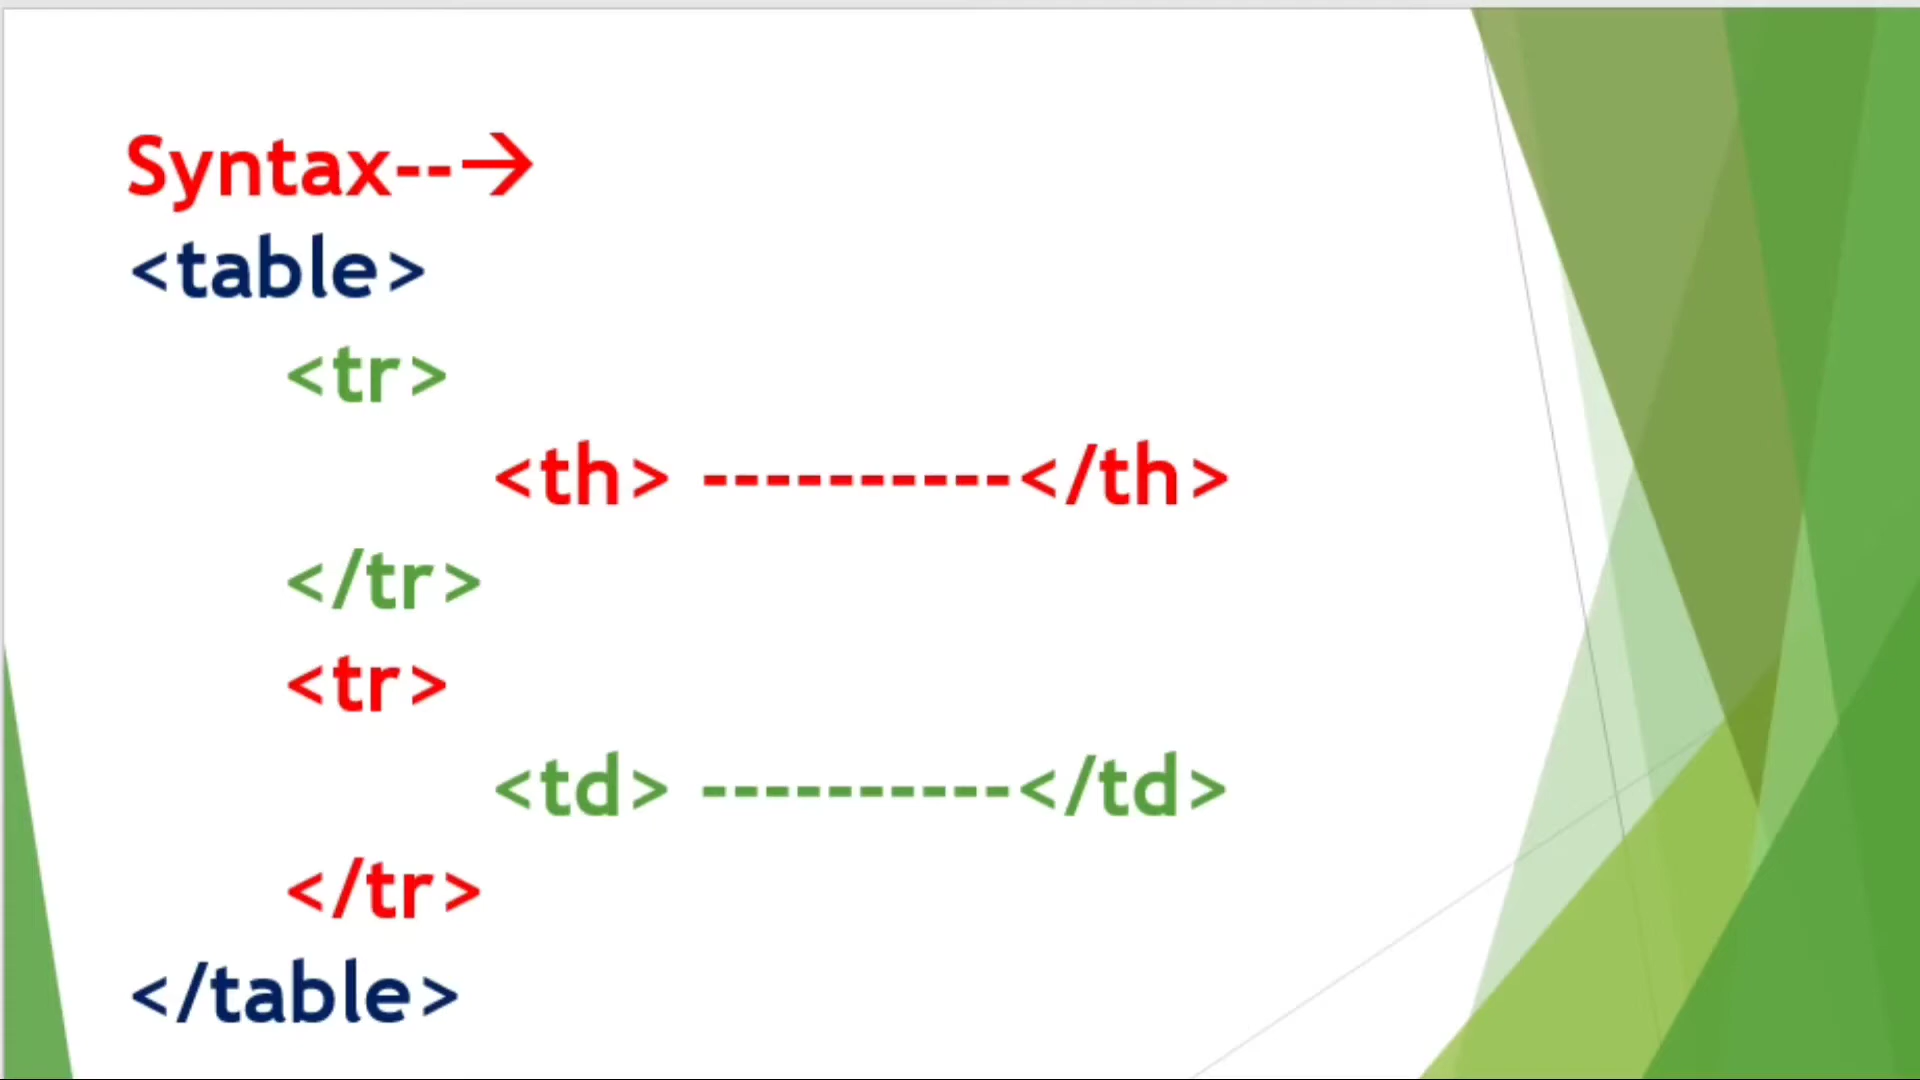 Syntax--→
<table>
<tr>
<th> ----------</th>
</tr>
<tr>
<td> ----------</td>
</tr>
</table>